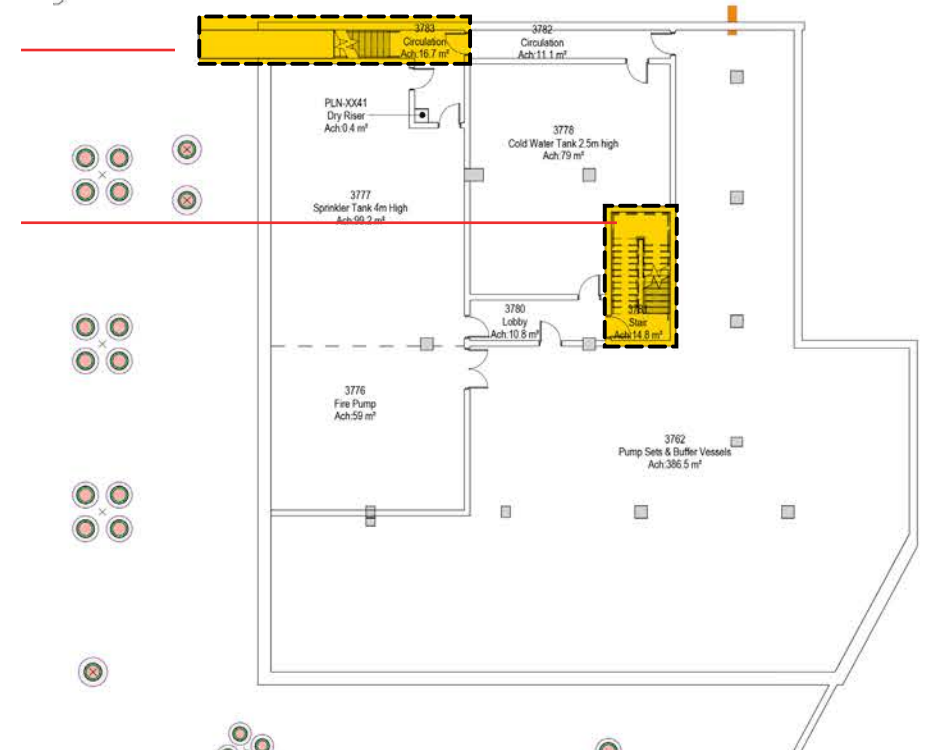 3783
Circulation
Ach:16.7 m²
3782
Circulation
Ach:11.1 m²
PLN-XX41
Dry Riser
Ach:0.4 m²
3778
Cold Water Tank 2.5m high
Ach:79 m²
3777
Sprinkler Tank 4m High
Ach:99.2 m²
3780
Lobby
Ach:10.8 m²
Stair
Ach:14.8 m²
3776
Fire Pump
Ach:59 m²
3762
Pump Sets & Buffer Vessels
Ach:386.5 m²